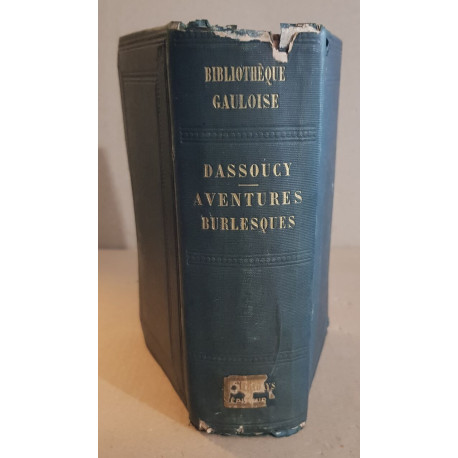 BIBLIOTHÈQUE
GAULOISE
DASSOUCY
AVENTURES
BURLESQUES